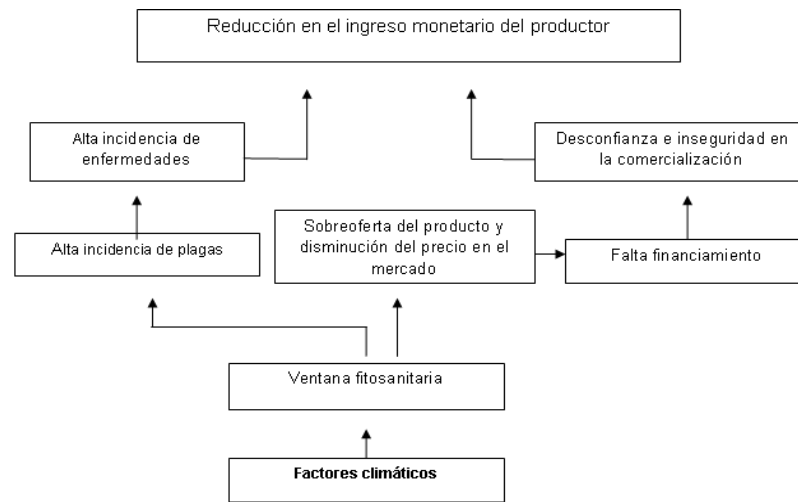 Reducción en el ingreso monetario del productor
Alta incidencia de
enfermedades
Desconfianza e inseguridad en
la comercialización
Alta incidencia de plagas
Sobreoferta del producto y
disminución del precio en el
mercado
Falta financiamiento
Ventana fitosanitaria
Factores climáticos